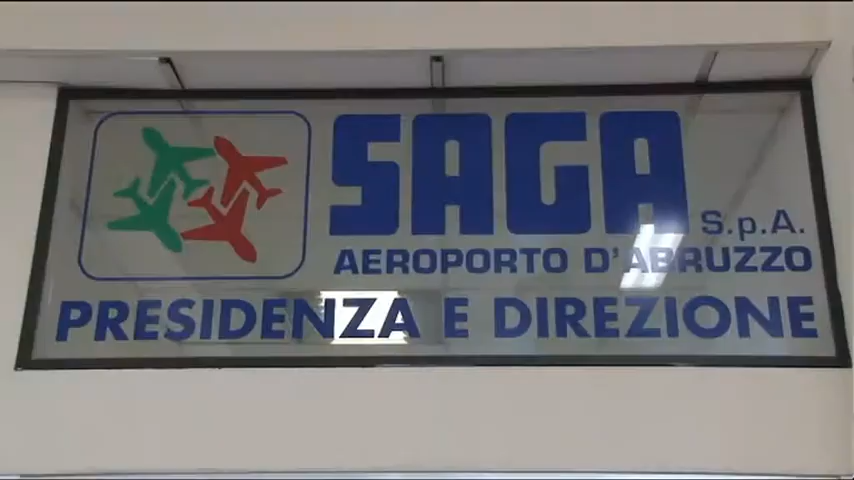 SAGA S.p.A.
AEROPORTO D'ABRUZZO
PRESIDENZA E DIREZIONE